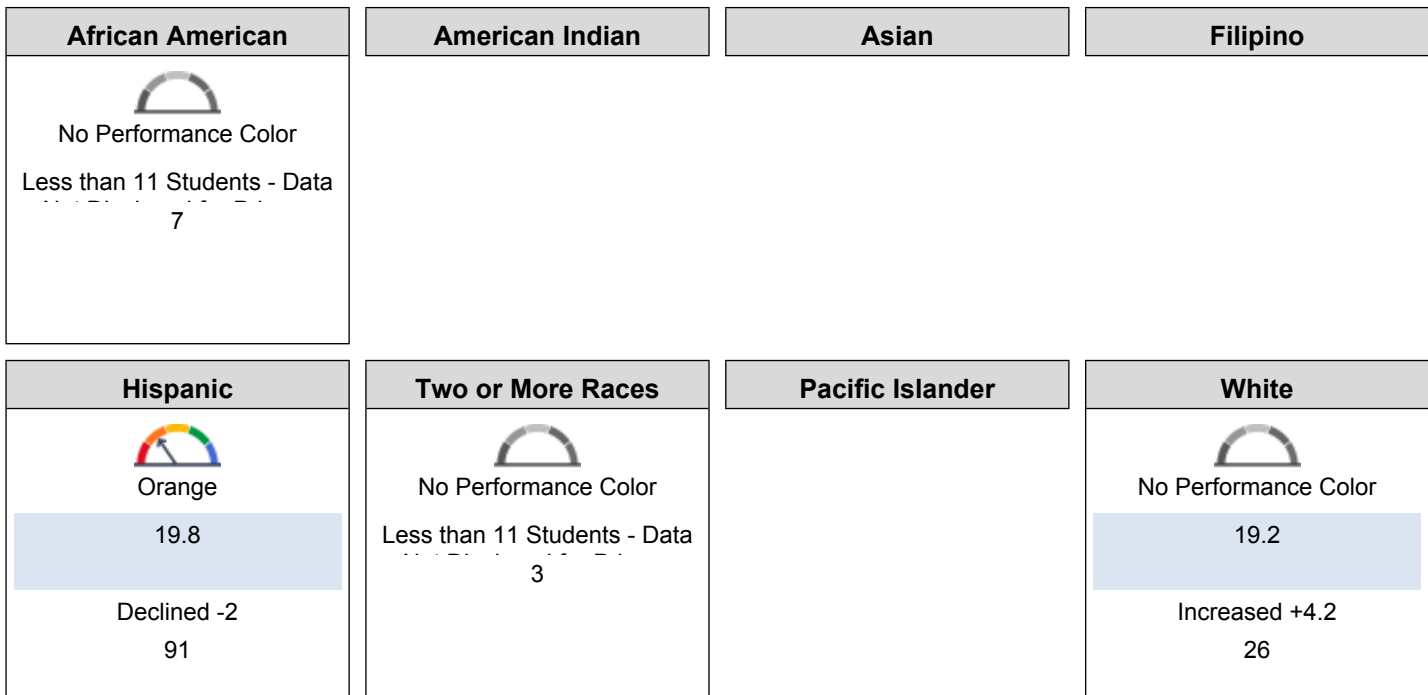 African American
American Indian
Asian
Filipino
No Performance Color
Less than 11 Students - Data
7
Hispanic
Two or More Races
Pacific Islander
White
Orange
19.8
Declined -2
91
No Performance Color
Less than 11 Students - Data
3
No Performance Color
19.2
Increased +4.2
26